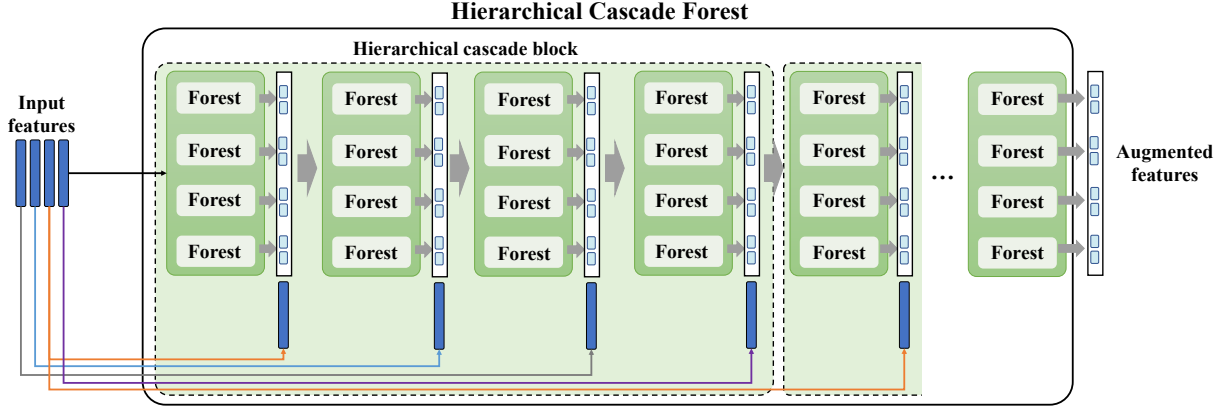 Hierarchical Cascade Forest
Hierarchical cascade block
Input
features
Forest Forest Forest Forest Forest Forest
Forest Forest Forest Forest Forest Forest
Forest Forest Forest Forest Forest Forest
Forest Forest Forest Forest Forest Forest
...
Augmented
features